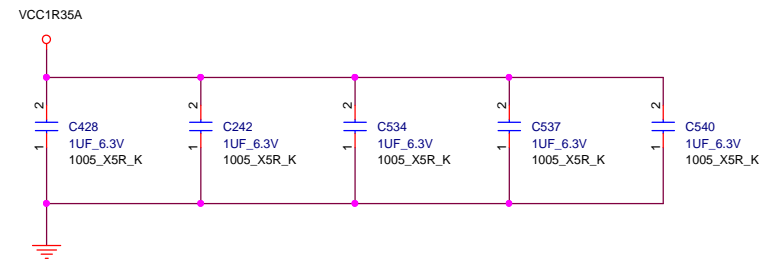 VCC1R35A
2 2 2 2 2
C428 C242 C534 C537 C540
1 1UF_6.3V 1 1UF_6.3V 1 1UF_6.3V 1 1UF_6.3V 1 1UF_6.3V
1005_X5R_K 1005_X5R_K 1005_X5R_K 1005_X5R_K 1005_X5R_K